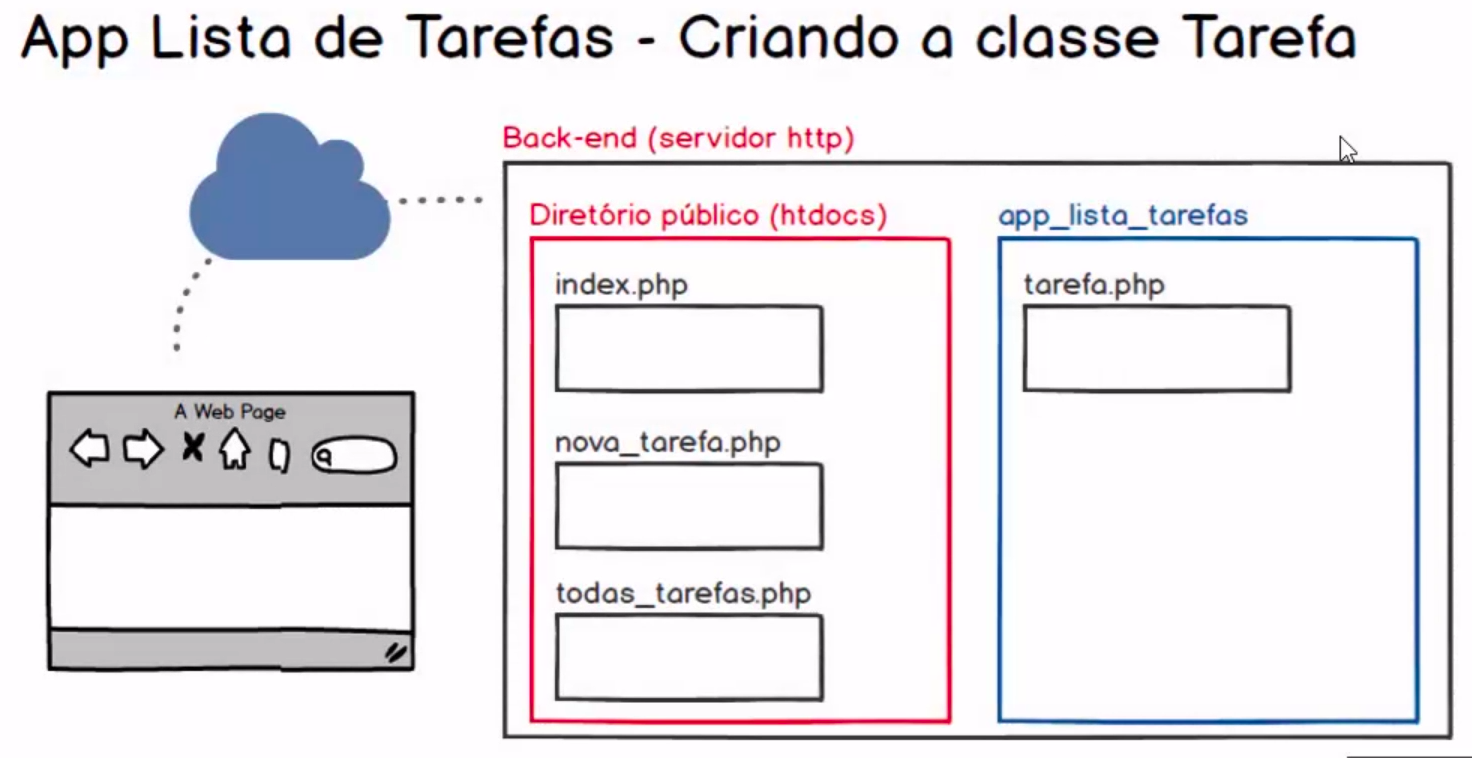 App Lista de Tarefas - Criando a classe Tarefa
Back-end (servidor http)
Diretório público (htdocs)
app_lista_tarefas
index.php
tarefa.php
A Web Page
nova_tarefa.php
todas_tarefas.php